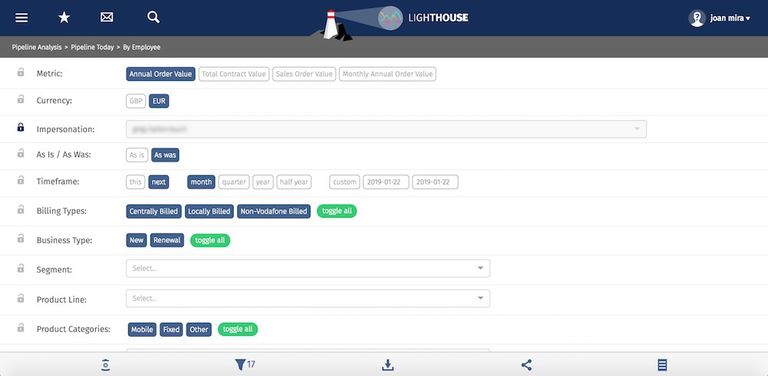 LIGHTHOUSE
joan mira
Pipeline Analysis > Pipeline Today > By Employee
Metric: Annual Order Value Total Contract Value Sales Order Value Monthly Annual Order Value
Currency: GBP EUR
Impersonation:
As Is / As Was: As is As was
Timeframe: this next month quarter year half year custom 2019-01-22 2019-01-22
Billing Types: Centrally Billed Locally Billed Non-Vodafone Billed toggle all
Business Type: New Renewal toggle all
Segment: Select...
Product Line: Select...
Product Categories: Mobile Fixed Other toggle all
17